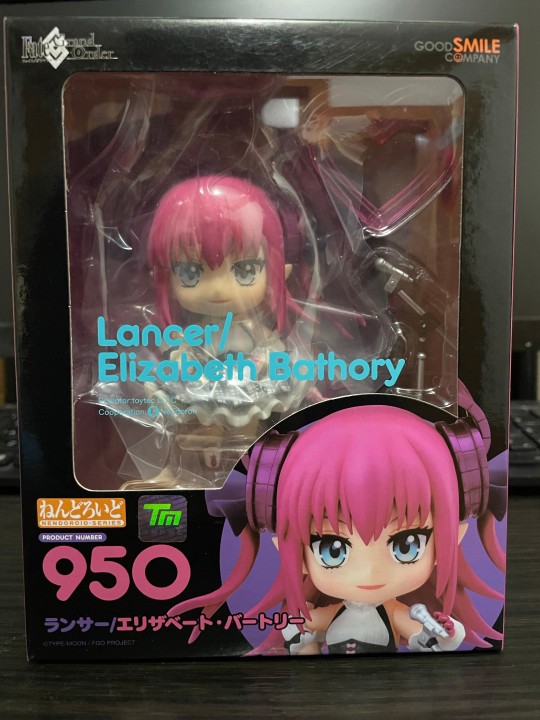 Fate Grand Order
GOOD SMILE
COMPANY
Lancer/
Elizabeth Bathory
ねんどろいど
NENDOROID-SERIES
TM
PRODUCT NUMBER
950
ランサー/エリザベート・バートリー
©TYPE-MOON / FGO PROJECT